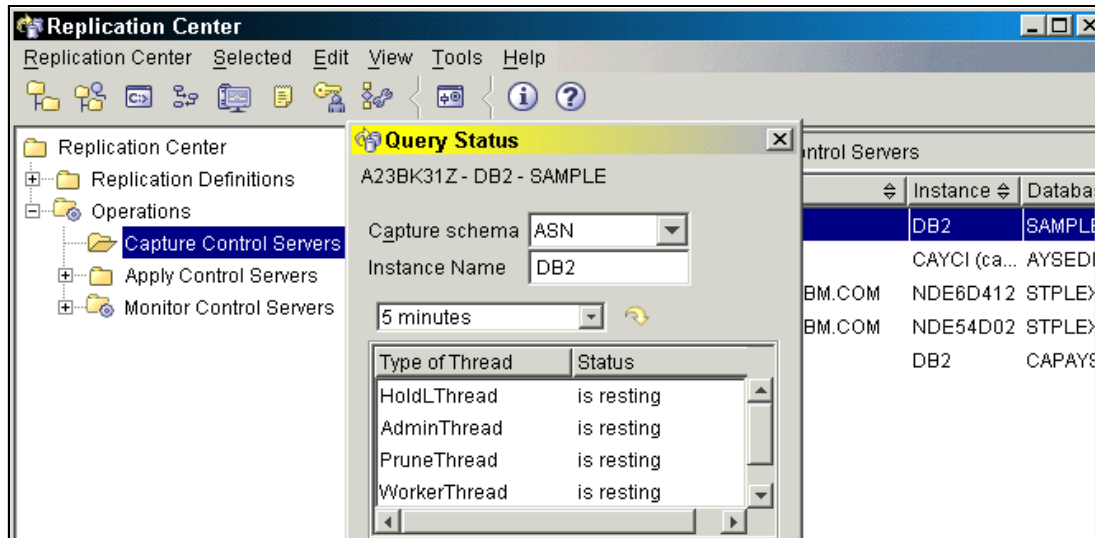 Replication Center
Replication Center Selected Edit View Tools Help
Replication Center
Replication Definitions
Operations
Capture Control Servers
Apply Control Servers
Monitor Control Servers
Query Status
A23BK31Z - DB2 - SAMPLE
Capture schema ASN
Instance Name DB2
5 minutes
Type of Thread Status
HoldLThread is resting
AdminThread is resting
PruneThread is resting
WorkerThread is resting
ntrol Servers
Instance Databa
DB2 SAMPLE
CAYCI (ca... AYSED
BM.COM NDE6D412 STPLEX
BM.COM NDE54D02 STPLEX
DB2 CAPAYS